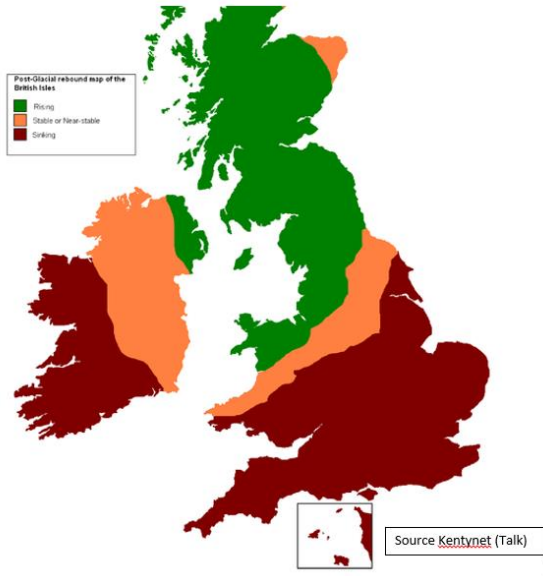 Post-Glacial rebound map of the
British Isles
Rising
Stable or Near-stable
Sinking
Source Kentynet (Talk)